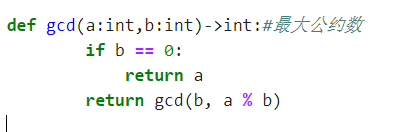 def gcd(a:int,b:int)->int:#最大公约数
        if b == 0:
            return a
        return gcd(b, a % b)